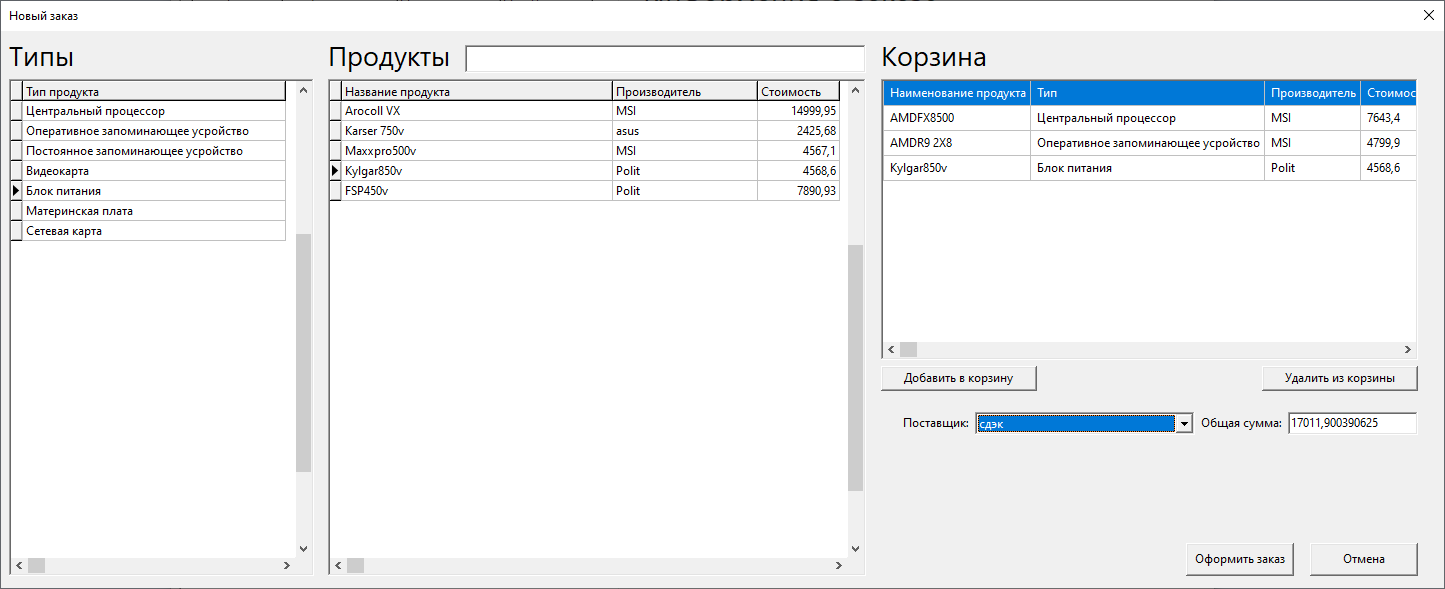 Новый заказ
Типы
Тип продукта
Центральный процессор
Оперативное запоминающее усройство
Постоянное запоминающее усройство
Видеокарта
Блок питания
Материнская плата
Сетевая карта
Продукты
Название продукта Производитель Стоимость
Arocoll VX MSI 14999,95
Karser 750v asus 2425,68
Maxxpro500v MSI 4567,1
Kylgar850v Polit 4568,6
FSP450v Polit 7890,93
Корзина
Наименование продукта Тип Производитель Стоимос
AMDFX8500 Центральный процессор MSI 7643,4
AMDR9 2X8 Оперативное запоминающее усройство MSI 4799,9
Kylgar850v Блок питания Polit 4568,6
Добавить в корзину Удалить из корзины
Поставщик: сдэк Общая сумма: 17011,900390625
Оформить заказ Отмена